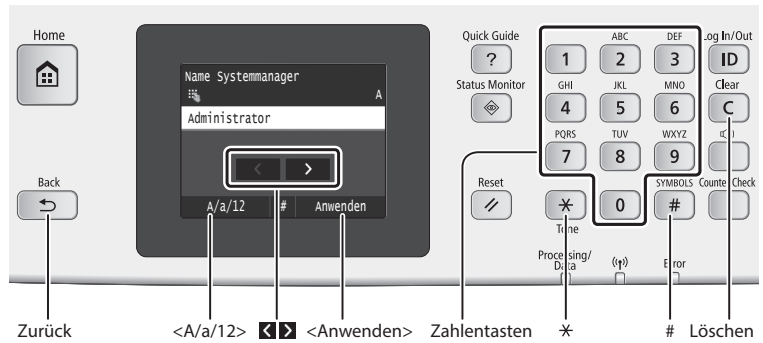 Home
Back
Name Systemmanager
A
Administrator
< >
A/a/12 # Anwenden
Quick Guide
?
Status Monitor
Reset
1
ABC
2
DEF
3
GHI
4
JKL
5
MNO
6
PQRS
7
TUV
8
WXYZ
9
Tone
0
SYMBOLS
#
Log In/Out
ID
Clear
C
Counter Check
Processing/
Data
Error
Zurück <A/a/12> < > <Anwenden> Zahlentasten # Löschen